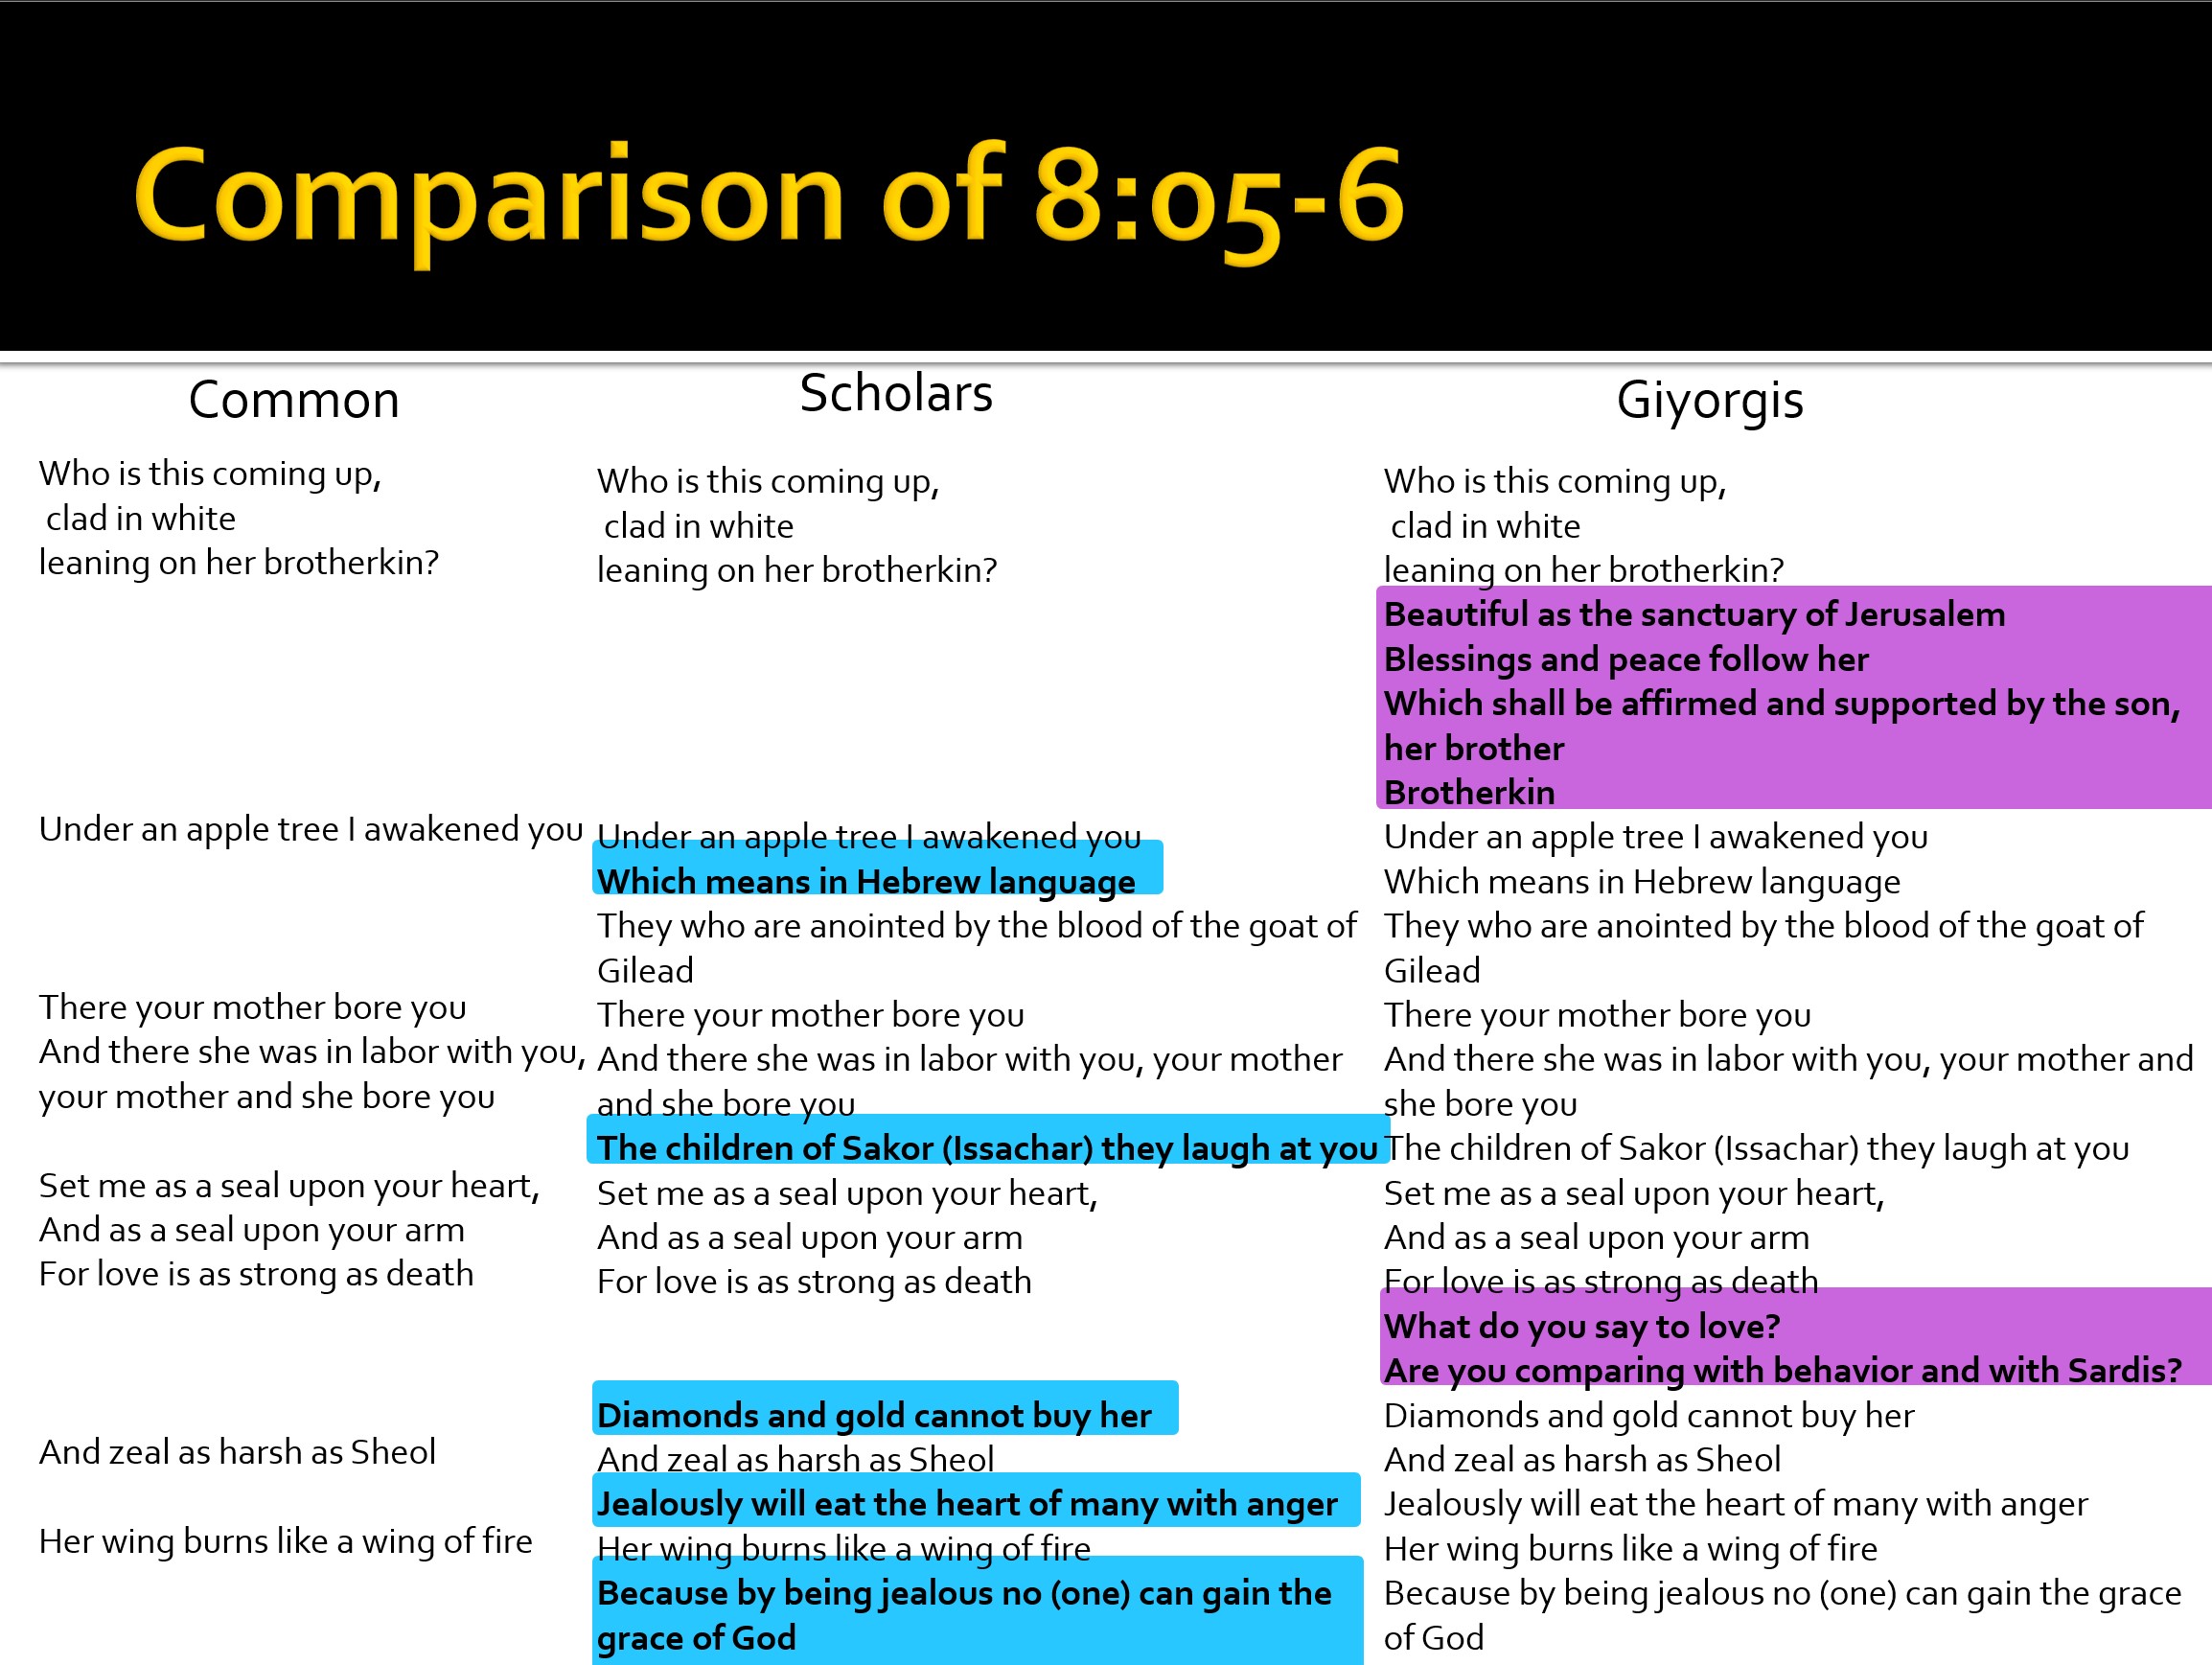 Comparison of 8:05-6
Common
Who is this coming up,
clad in white
leaning on her brotherkin?
Under an apple tree I awakened you
There your mother bore you
And there she was in labor with you,
your mother and she bore you
Set me as a seal upon your heart,
And as a seal upon your arm
For love is as strong as death
And zeal as harsh as Sheol
Her wing burns like a wing of fire
Scholars
Who is this coming up,
clad in white
leaning on her brotherkin?
Under an apple tree I awakened you
Which means in Hebrew language
They who are anointed by the blood of the goat of
Gilead
There your mother bore you
And there she was in labor with you, your mother
and she bore you
The children of Sakor (Issachar) they laugh at you
Set me as a seal upon your heart,
And as a seal upon your arm
For love is as strong as death
Diamonds and gold cannot buy her
And zeal as harsh as Sheol
Jealously will eat the heart of many with anger
Her wing burns like a wing of fire
Because by being jealous no (one) can gain the
grace of God
Giyorgis
Who is this coming up,
clad in white
leaning on her brotherkin?
Beautiful as the sanctuary of Jerusalem
Blessings and peace follow her
Which shall be affirmed and supported by the son,
her brother
Brotherkin
Under an apple tree I awakened you
Which means in Hebrew language
They who are anointed by the blood of the goat of
Gilead
There your mother bore you
And there she was in labor with you, your mother and
she bore you
The children of Sakor (Issachar) they laugh at you
Set me as a seal upon your heart,
And as a seal upon your arm
For love is as strong as death
What do you say to love?
Are you comparing with behavior and with Sardis?
Diamonds and gold cannot buy her
And zeal as harsh as Sheol
Jealously will eat the heart of many with anger
Her wing burns like a wing of fire
Because by being jealous no (one) can gain the grace
of God